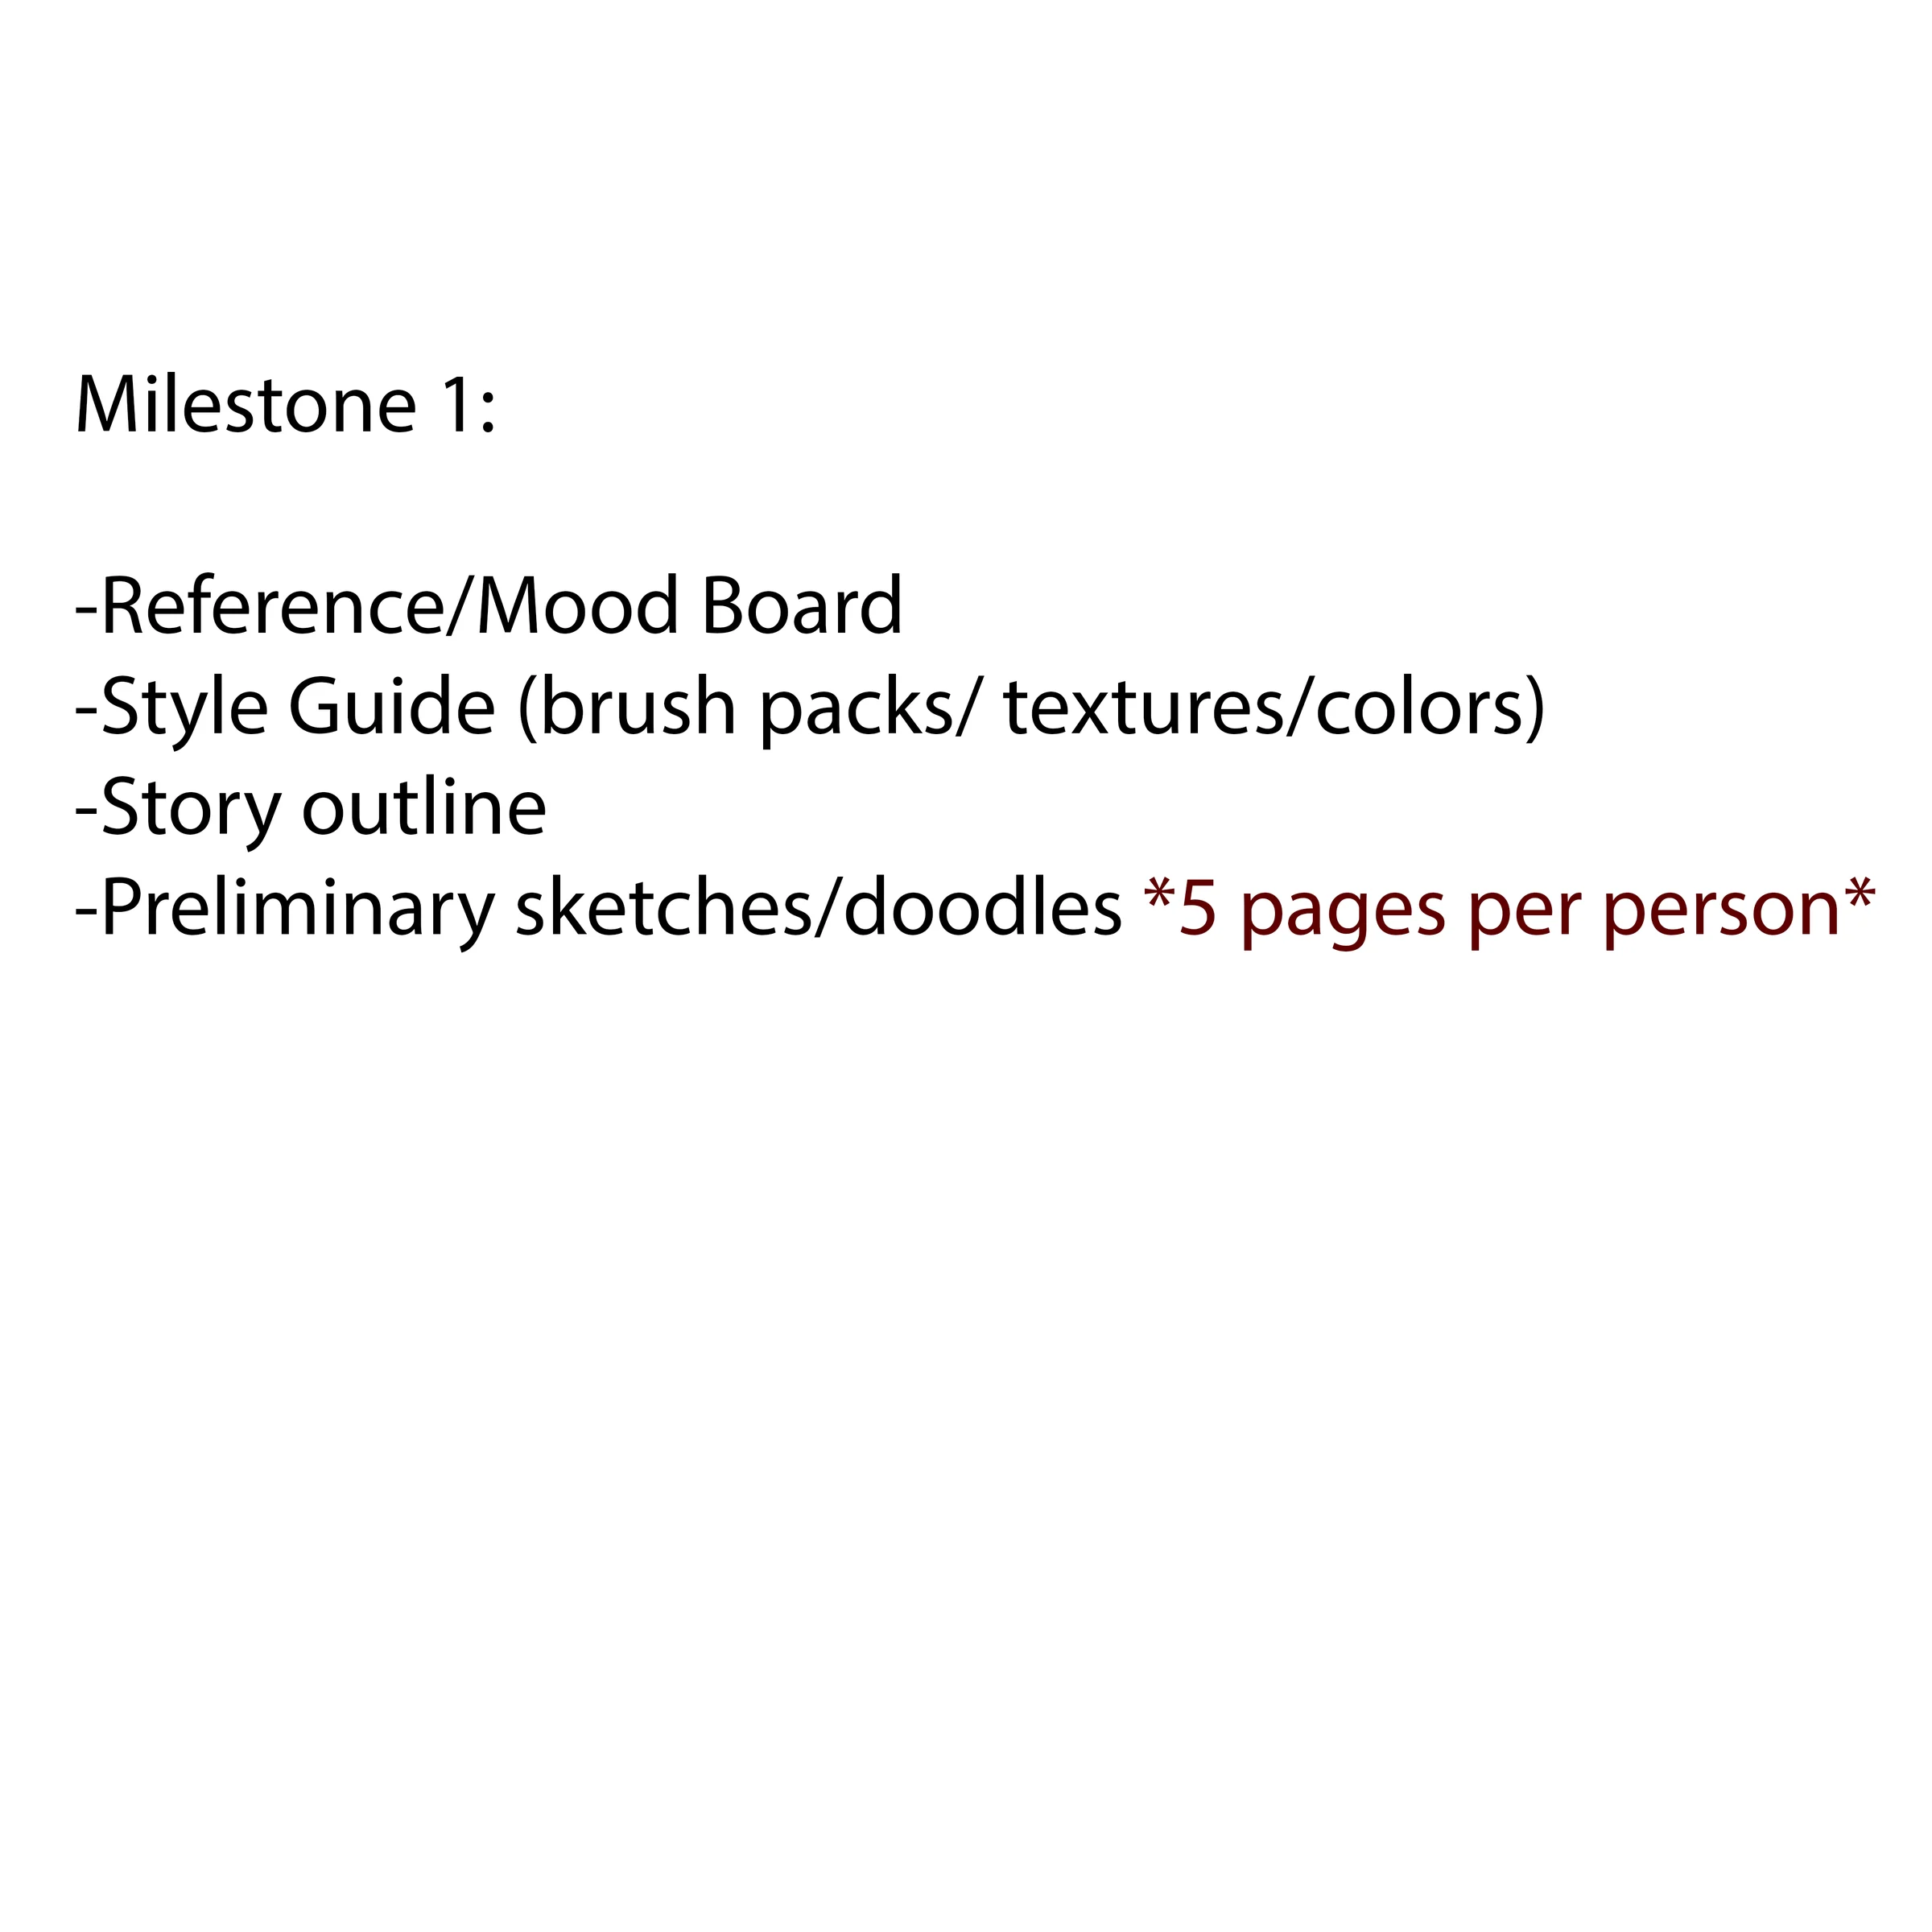 Milestone 1:
-Reference/Mood Board
-Style Guide (brush packs/ textures/colors)
-Story outline
-Preliminary sketches/doodles *5 pages per person*